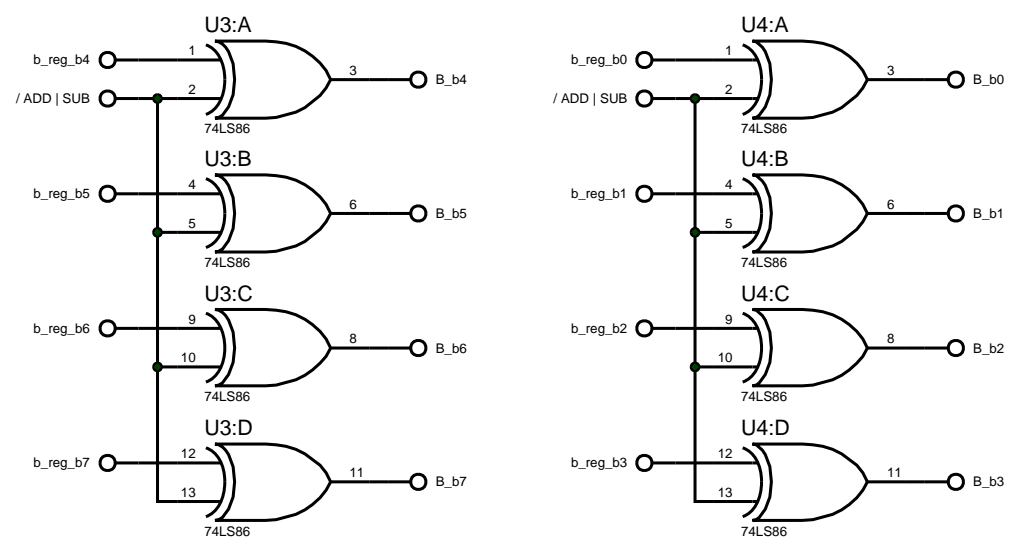 U3:A
b_reg_b4
1
3
B_b4
/ ADD | SUB
2
74LS86
U3:B
b_reg_b5
4
6
B_b5
5
74LS86
U3:C
b_reg_b6
9
8
B_b6
10
74LS86
U3:D
b_reg_b7
12
11
B_b7
13
74LS86
U4:A
b_reg_b0
1
3
B_b0
/ ADD | SUB
2
74LS86
U4:B
b_reg_b1
4
6
B_b1
5
74LS86
U4:C
b_reg_b2
9
8
B_b2
10
74LS86
U4:D
b_reg_b3
12
11
B_b3
13
74LS86